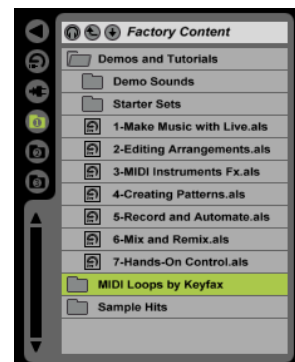 Factory Content
Demos and Tutorials
Demo Sounds
Starter Sets
1-Make Music with Live.als
2-Editing Arrangements.als
3-MIDI Instruments Fx.als
4-Creating Patterns.als
5-Record and Automate.als
6-Mix and Remix.als
7-Hands-On Control.als
MIDI Loops by Keyfax
Sample Hits